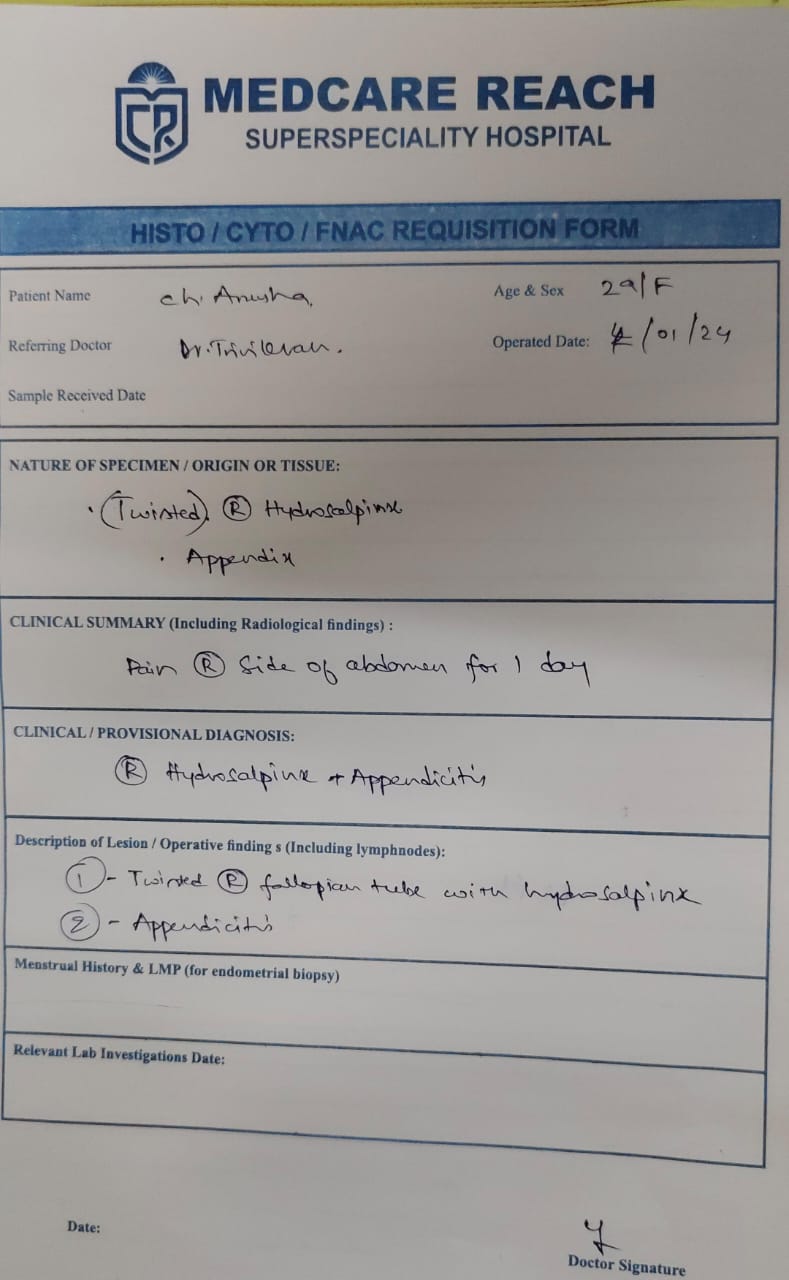 MEDCARE REACH
SUPERSPECIALITY HOSPITAL
HISTO / CYTO / FNAC REQUISITION FORM
Patient Name ch. Anusha, Age & Sex 29/F
Referring Doctor Dr. Operated Date: /01/24
Sample Received Date
NATURE OF SPECIMEN / ORIGIN OR TISSUE:
· (Twisted). Ⓡ Hydrosalpinx
· Appendix
CLINICAL SUMMARY (Including Radiological findings) :
Pain Ⓡ Side of abdomen for 1 day
CLINICAL / PROVISIONAL DIAGNOSIS:
Ⓡ Hydrosalpinx + Appendicitis
Description of Lesion / Operative finding s (Including lymphnodes):
① - Twisted Ⓡ fallopian tube with hydrosalpinx
② - Appendicitis
Menstrual History & LMP (for endometrial biopsy)
Relevant Lab Investigations Date:
Date:
Doctor Signature